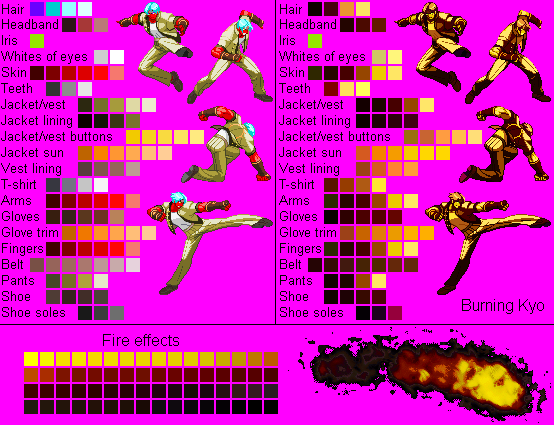 Hair
Headband
Iris
Whites of eyes
Skin
Teeth
Jacket/vest
Jacket lining
Jacket/vest buttons
Jacket sun
Vest lining
T-shirt
Arms
Gloves
Glove trim
Fingers
Belt
Pants
Shoe
Shoe soles
Hair
Headband
Iris
Whites of eyes
Skin
Teeth
Jacket/vest
Jacket lining
Jacket/vest buttons
Jacket sun
Vest lining
T-shirt
Arms
Gloves
Glove trim
Fingers
Belt
Pants
Shoe
Shoe soles
Burning Kyo
Fire effects